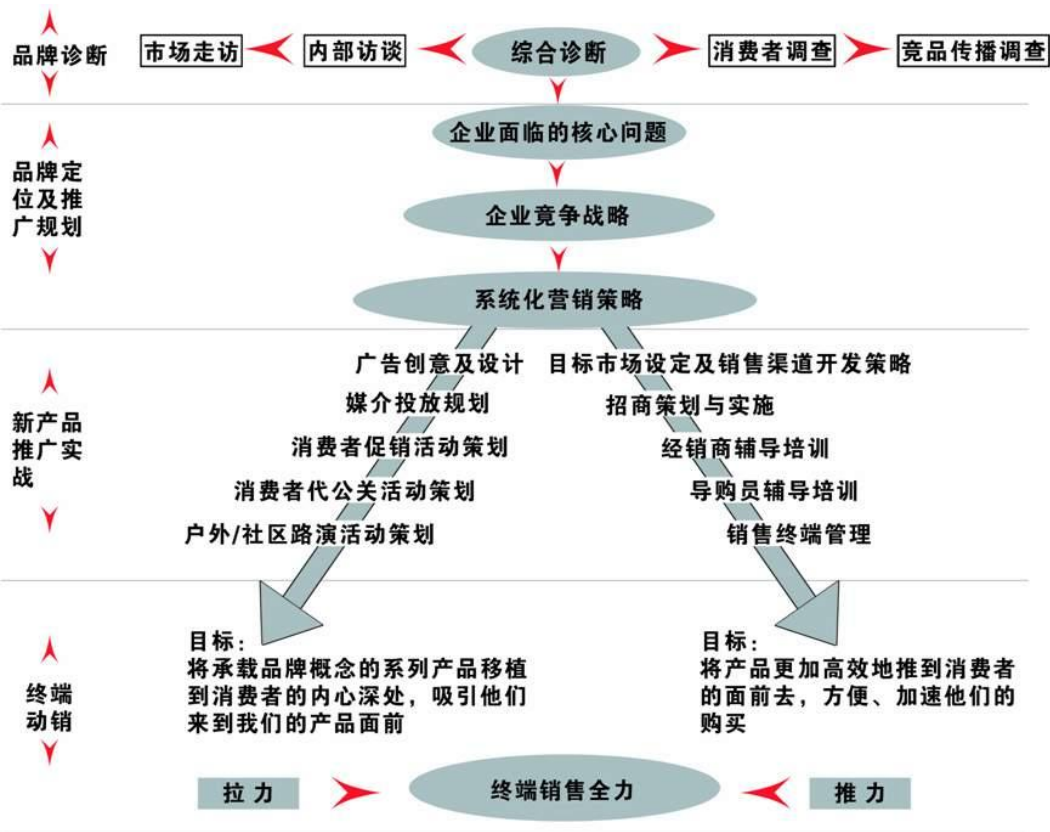 品牌诊断
市场走访
内部访谈
综合诊断
消费者调查
竞品传播调查
品牌定
位及推
广规划
企业面临的核心问题
企业竟争战略
系统化营销策略
新产品
推广实
战
广告创意及设计
媒介投放规划
消费者促销活动策划
消费者代公关活动策划
户外/社区路演活动策划
目标市场设定及销售渠道开发策略
招商策划与实施
经销商辅导培训
导购员辅导培训
销售终端管理
终端
动销
目标：
将承载品牌概念的系列产品移植
到消费者的内心深处，吸引他们
来到我们的产品面前
目标：
将产品更加高效地推到消费者
的面前去，方便、加速他们的
购买
拉力
终端销售全力
推力